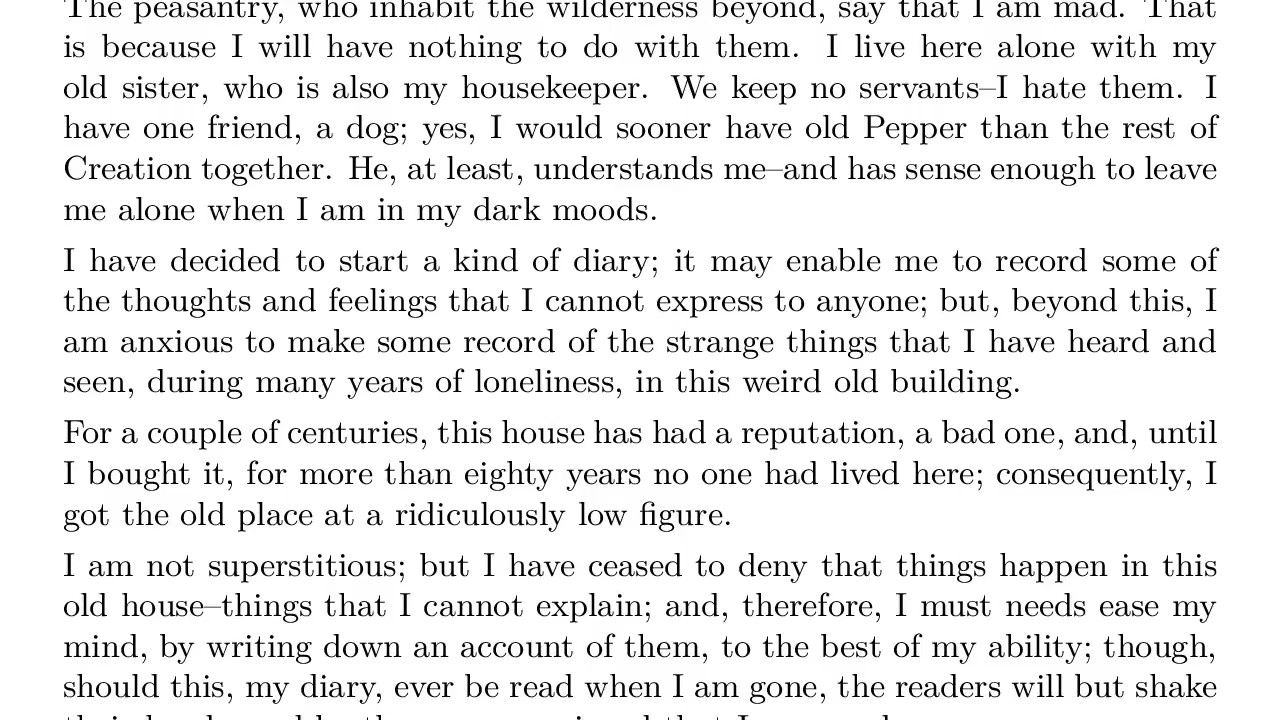 The peasantry, who inhabit the wilderness beyond, say that I am mad. That
is because I will have nothing to do with them. I live here alone with my
old sister, who is also my housekeeper. We keep no servants–I hate them. I
have one friend, a dog; yes, I would sooner have old Pepper than the rest of
Creation together. He, at least, understands me–and has sense enough to leave
me alone when I am in my dark moods.
I have decided to start a kind of diary; it may enable me to record some of
the thoughts and feelings that I cannot express to anyone; but, beyond this, I
am anxious to make some record of the strange things that I have heard and
seen, during many years of loneliness, in this weird old building.
For a couple of centuries, this house has had a reputation, a bad one, and, until
I bought it, for more than eighty years no one had lived here; consequently, I
got the old place at a ridiculously low figure.
I am not superstitious; but I have ceased to deny that things happen in this
old house–things that I cannot explain; and, therefore, I must needs ease my
mind, by writing down an account of them, to the best of my ability; though,
should this, my diary, ever be read when I am gone, the readers will but shake